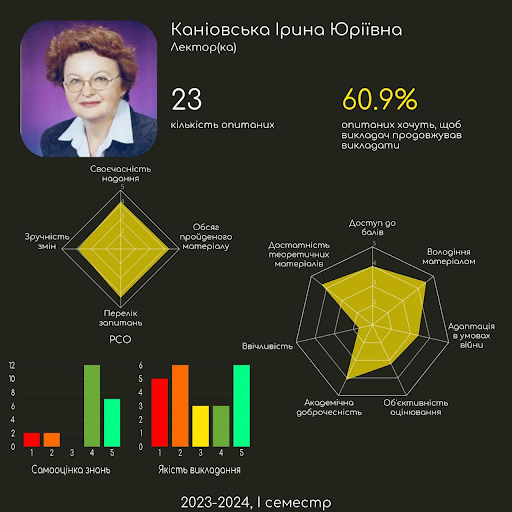 Каніовська Ірина Юріївна
Лектор(ка)
23
кількість опитаних
60.9%
опитаних хочуть, щоб
викладач продовжував
викладати
Своєчасність
надання
5
4
Зручність
змін
Обсяг
пройденого
матеріалу
Перелік
запитань
РСО
Доступ до
балів
5
4
3
2
Достатність
теоретичних
матеріалів
Володіння
матеріалом
Ввічливість
Адаптація
в умовах
війни
Академічна
доброчесність
Об'єктивність
оцінювання
12
10
8
6
4
2
0
1 2 3 4 5
Самооцінка знань
6
5
4
3
2
1
0
1 2 3 4 5
Якість викладання
2023-2024, I семестр